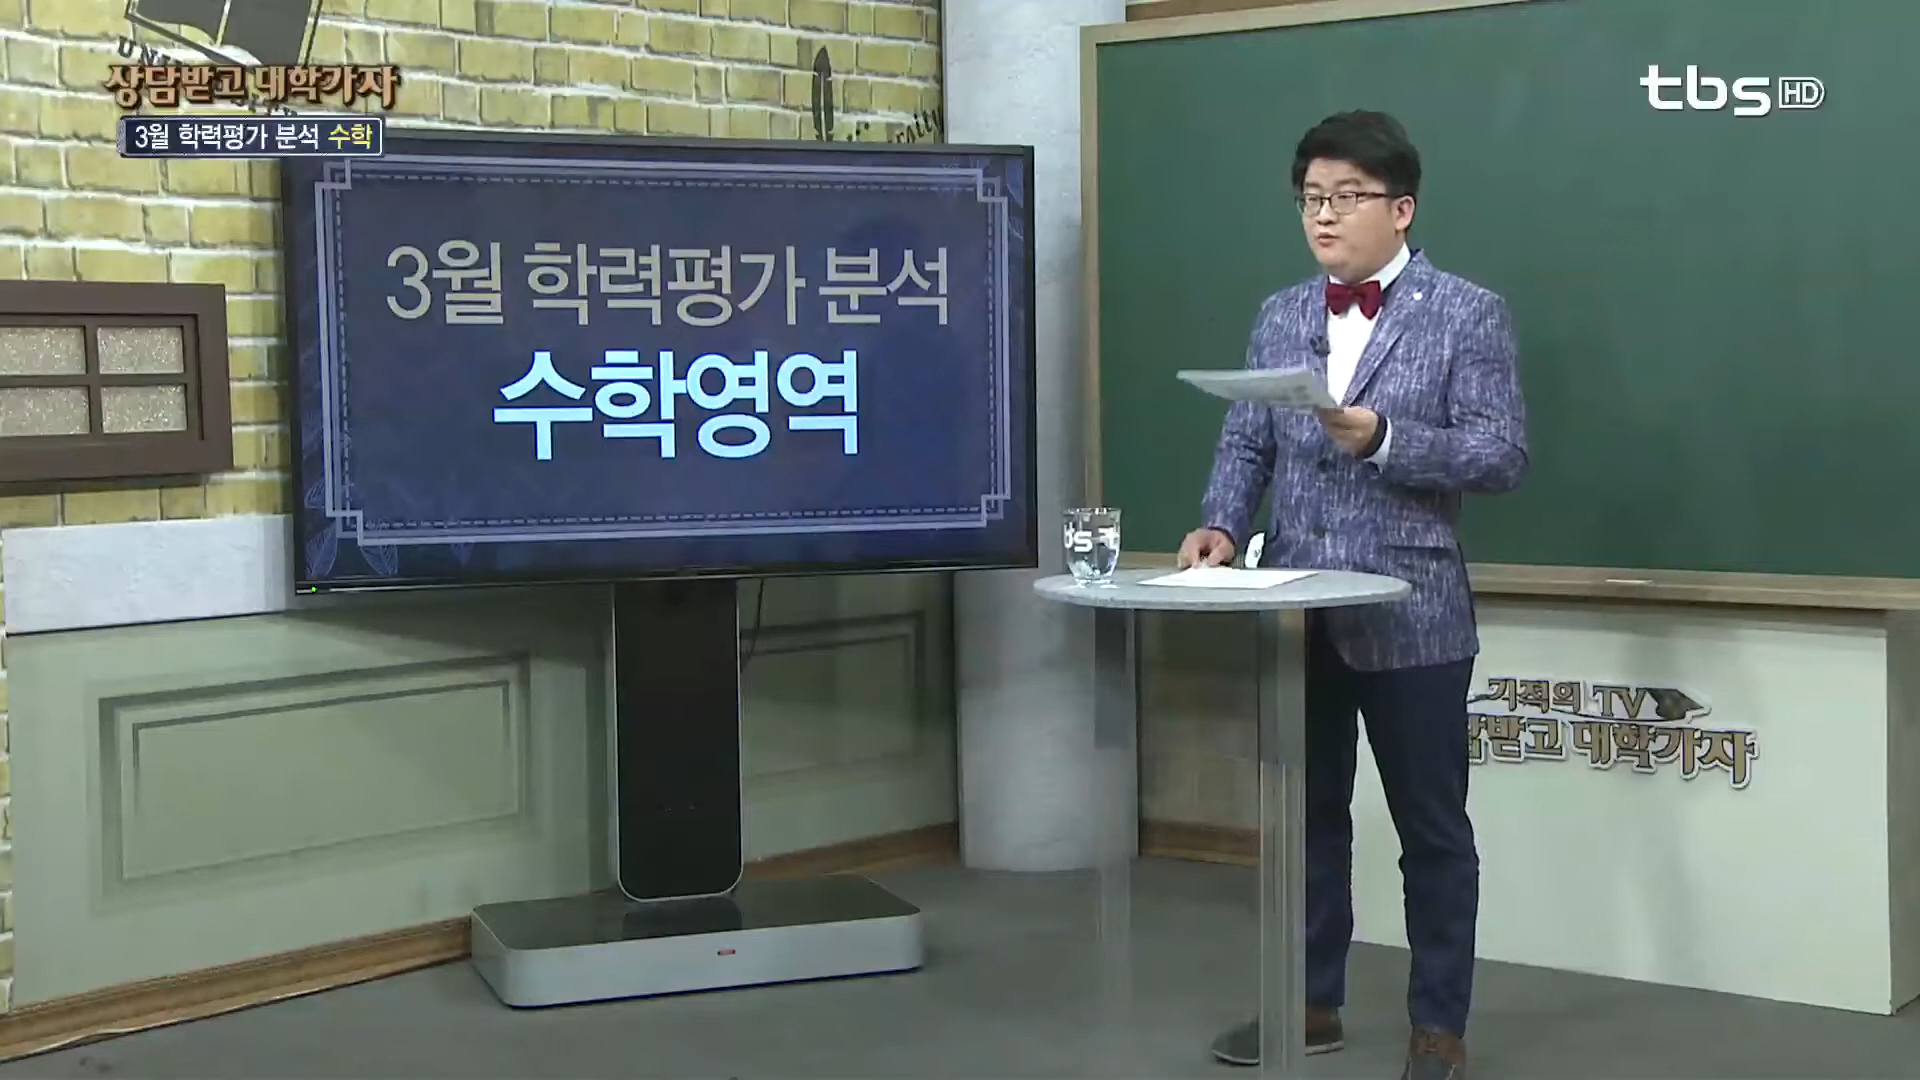 상담받고 대학가자
3월 학력평가 분석 수학
tbs HD
3월 학력평가 분석
수학영역
tbs
기적의 TV
담받고 대학가자